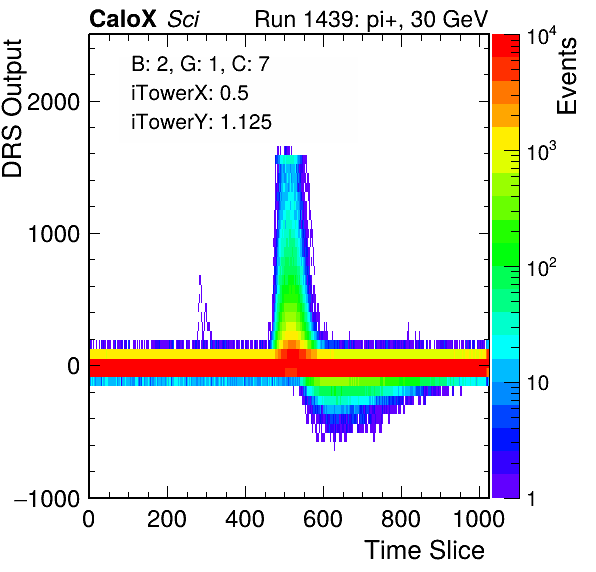 CaloX Sci
Run 1439: pi+, 30 GeV
DRS Output
B: 2, G: 1, C: 7
iTowerX: 0.5
iTowerY: 1.125
2000
1000
0
−1000
0 200 400 600 800 1000
Time Slice
Events
10⁴
10³
10²
10
1